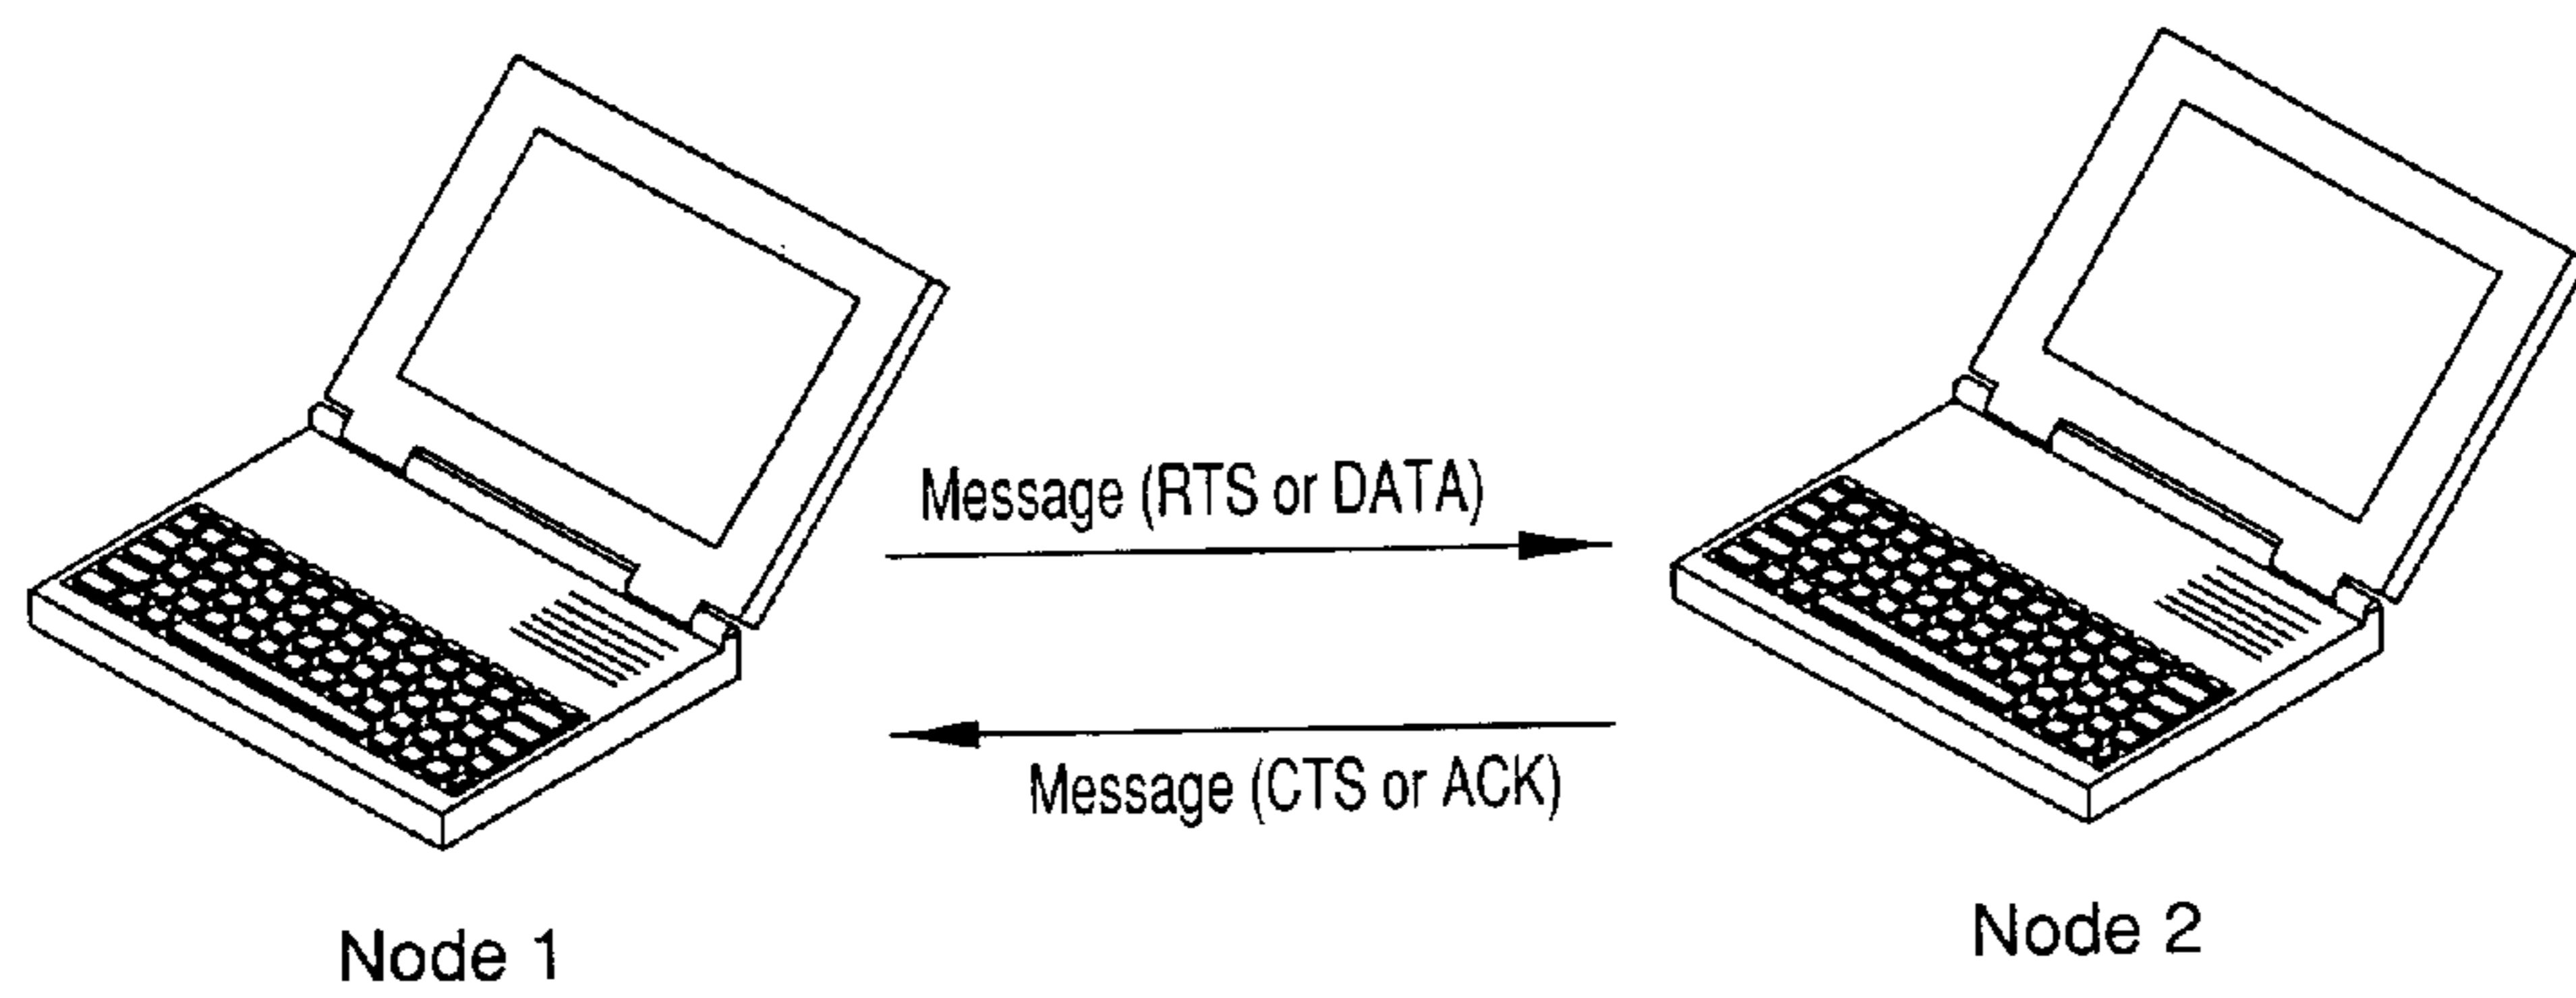 Message (RTS or DATA)
Message (CTS or ACK)
Node 1
Node 2